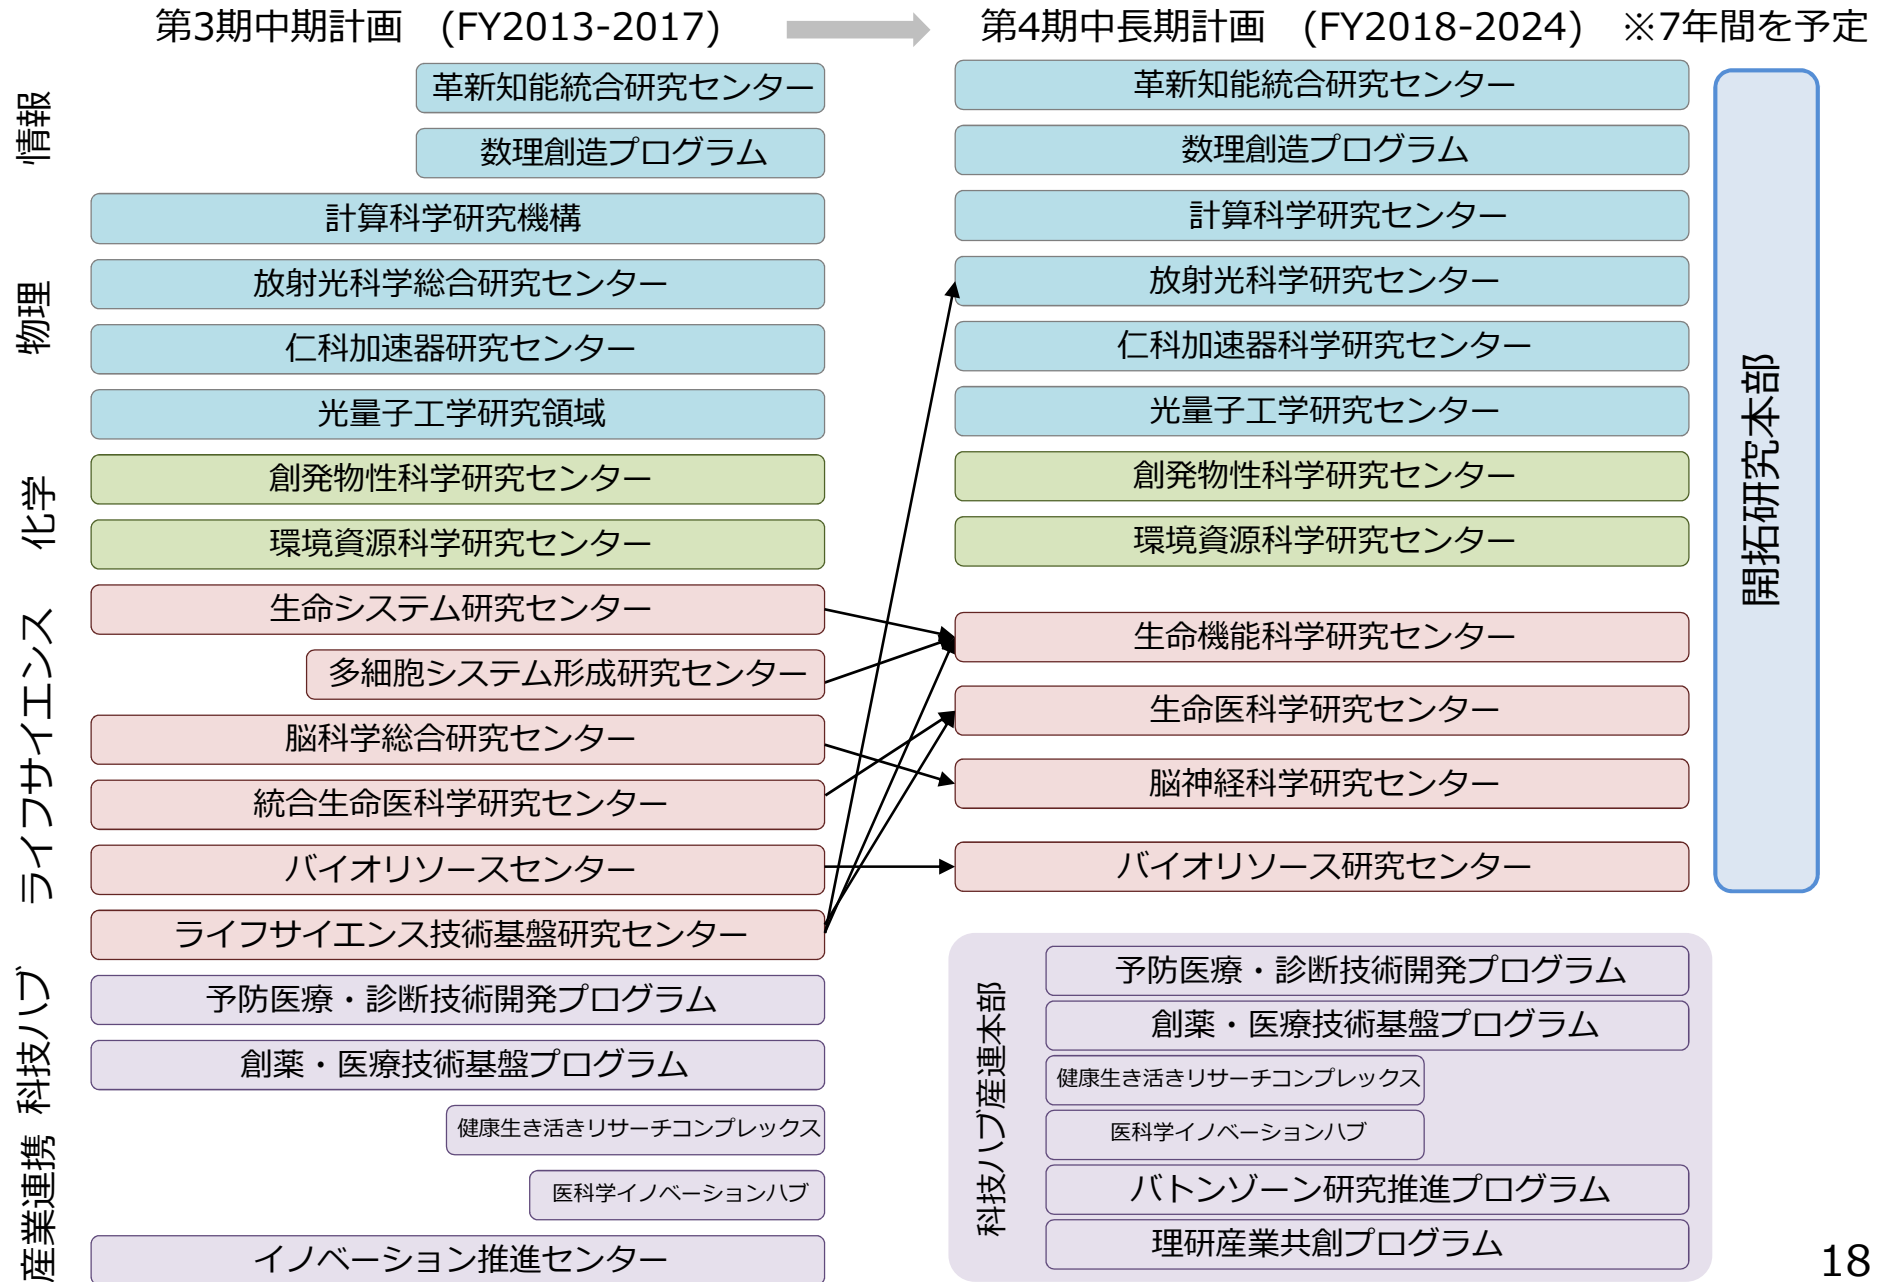 第3期中期計画 (FY2013-2017)
第4期中長期計画 (FY2018-2024) ※7年間を予定
情報
物理
化学
ライフサイエンス
科技ハブ
産業連携
革新知能統合研究センター
数理創造プログラム
計算科学研究機構
放射光科学総合研究センター
仁科加速器研究センター
光量子工学研究領域
創発物性科学研究センター
環境資源科学研究センター
生命システム研究センター
多細胞システム形成研究センター
脳科学総合研究センター
統合生命医科学研究センター
バイオリソースセンター
ライフサイエンス技術基盤研究センター
予防医療・診断技術開発プログラム
創薬・医療技術基盤プログラム
健康生き活きリサーチコンプレックス
医科学イノベーションハブ
イノベーション推進センター
革新知能統合研究センター
数理創造プログラム
計算科学研究センター
放射光科学研究センター
仁科加速器科学研究センター
光量子工学研究センター
創発物性科学研究センター
環境資源科学研究センター
生命機能科学研究センター
生命医科学研究センター
脳神経科学研究センター
バイオリソース研究センター
開拓研究本部
科技ハブ産連本部
予防医療・診断技術開発プログラム
創薬・医療技術基盤プログラム
健康生き活きリサーチコンプレックス
医科学イノベーションハブ
バトンゾーン研究推進プログラム
理研産業共創プログラム
18